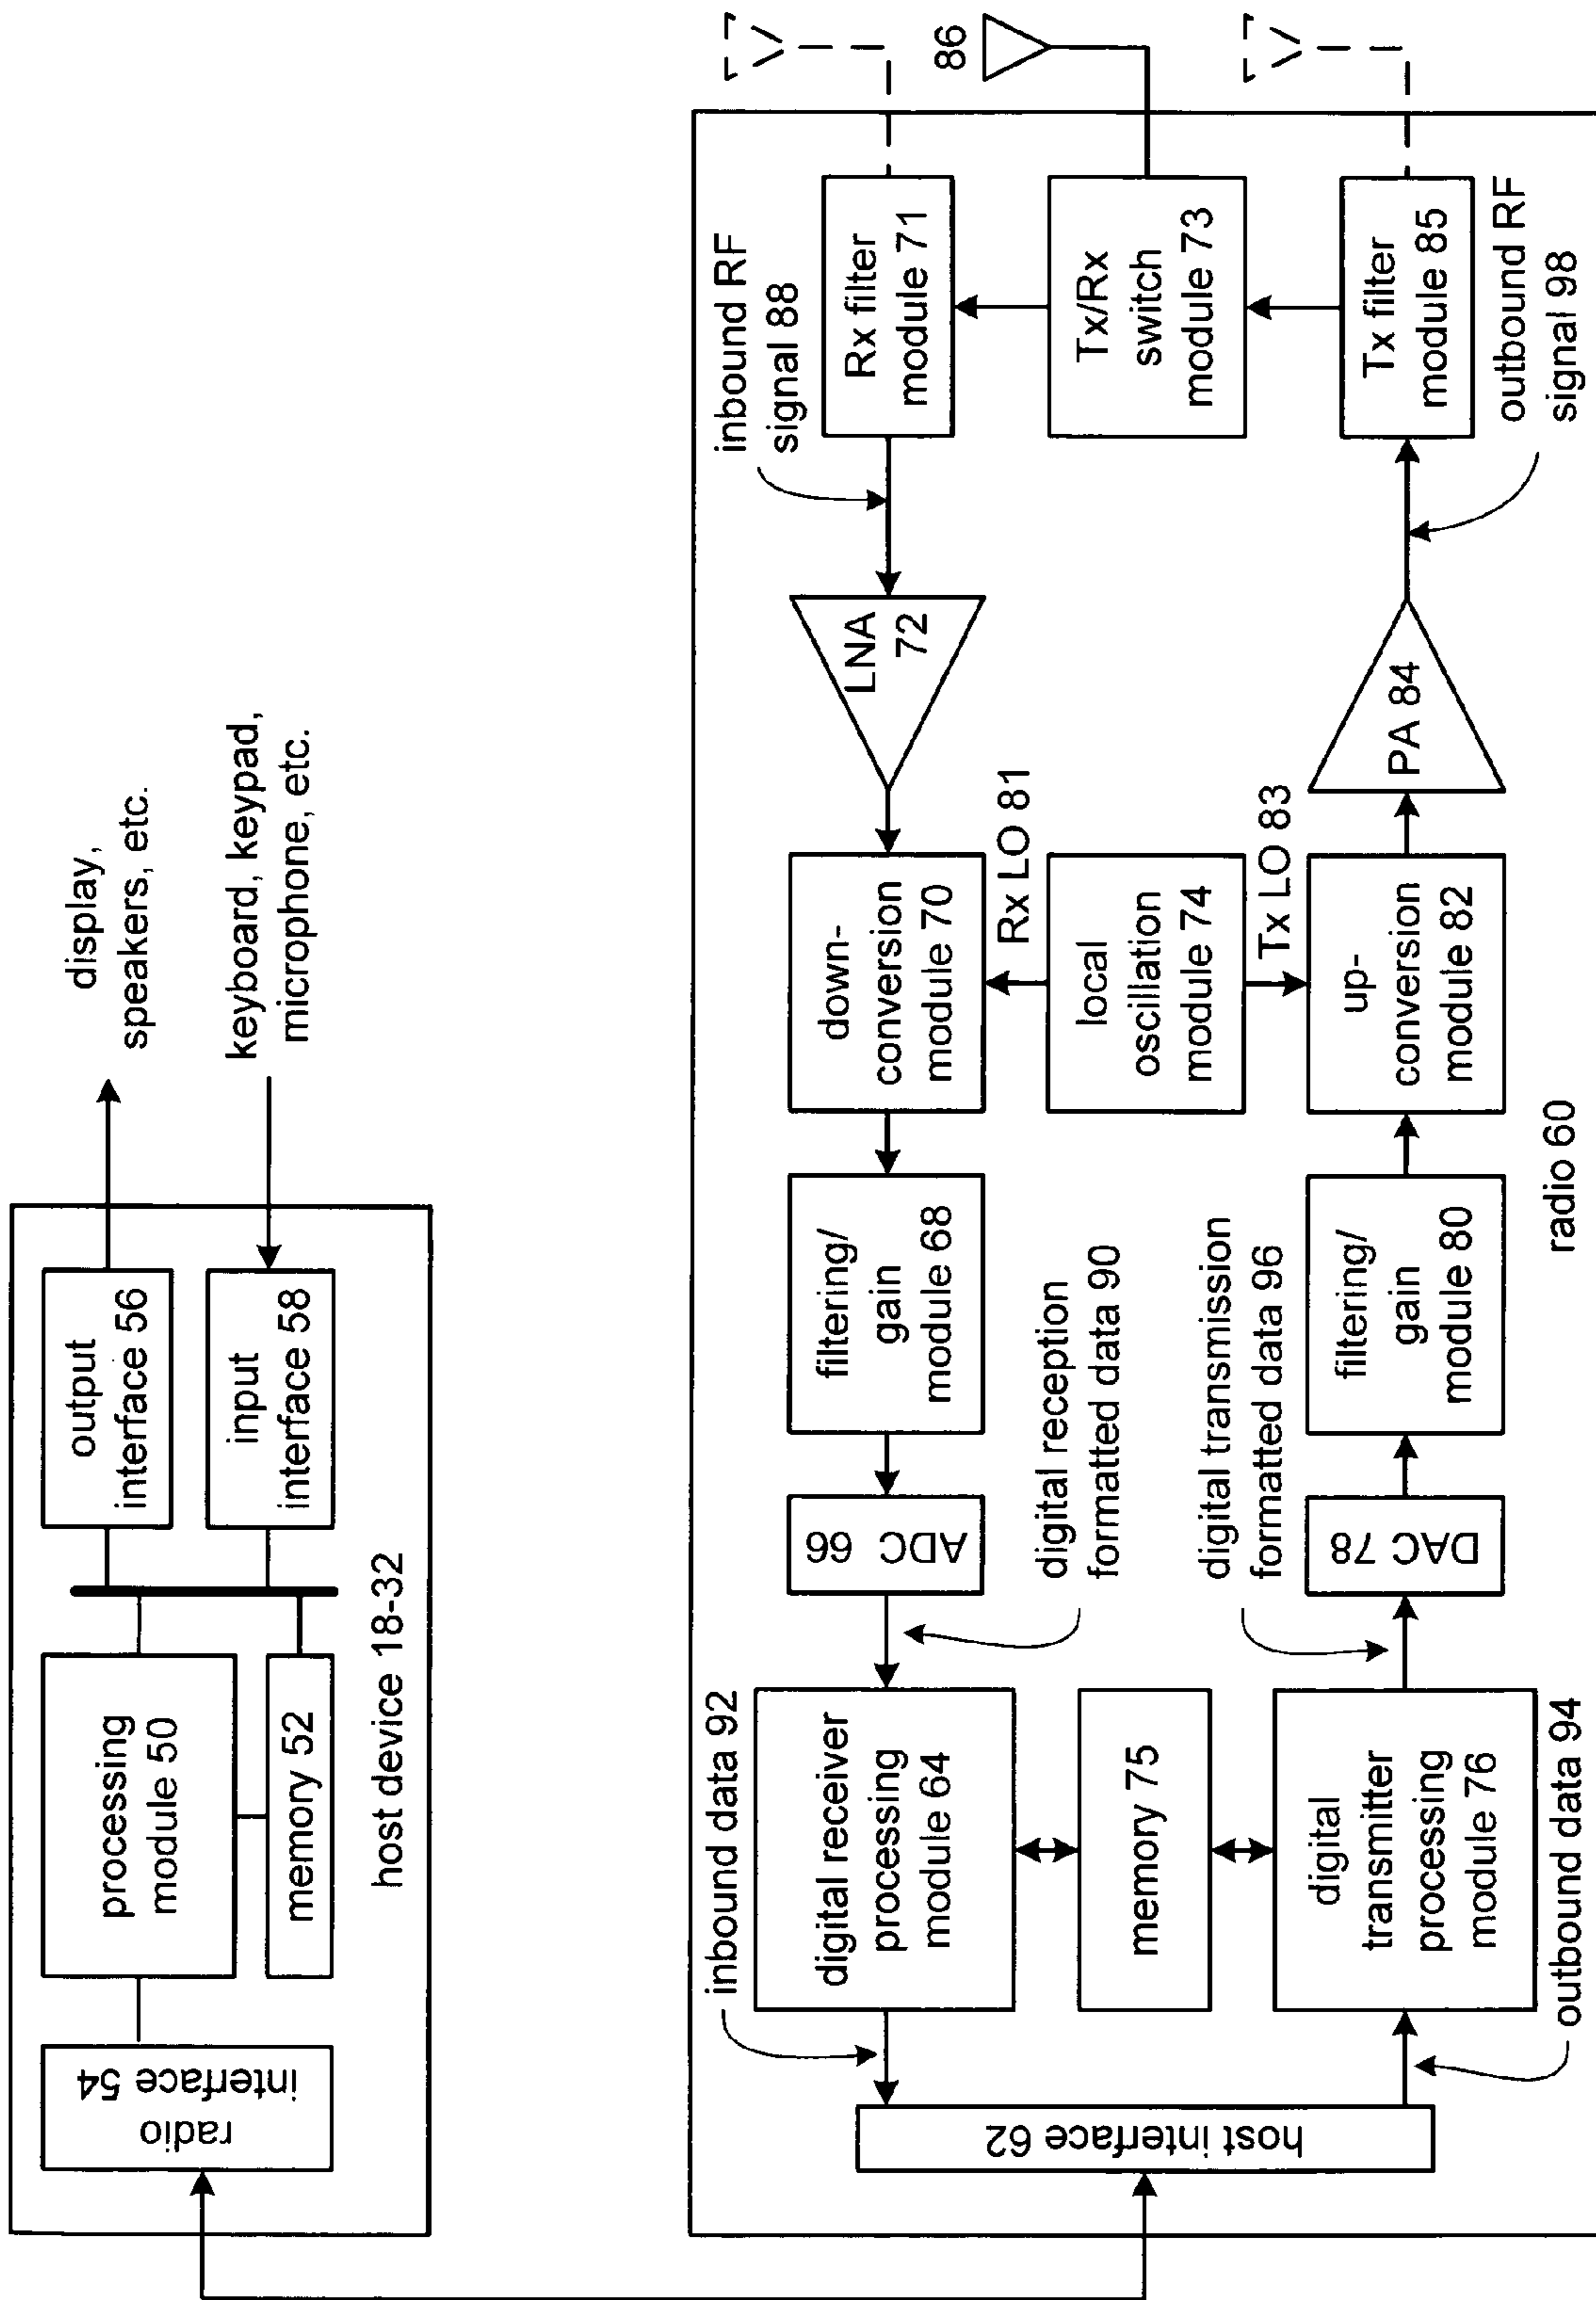 radio
interface 54
processing
module 50
memory 52
output
interface 56
input
interface 58
host device 18-32
display,
speakers, etc.
keyboard, keypad,
microphone, etc.
host interface 62
inbound data 92
digital receiver
processing
module 64
memory 75
digital
transmitter
processing
module 76
outbound data 94
ADC 66
digital reception
formatted data 90
digital transmission
formatted data 96
DAC 78
filtering/
gain
module 68
filtering/
gain
module 80
down-
conversion
module 70
Rx LO 81
local
oscillation
module 74
Tx LO 83
up-
conversion
module 82
radio 60
LNA
72
PA 84
inbound RF
signal 88
Rx filter
module 71
Tx/Rx
switch
module 73
Tx filter
module 85
outbound RF
signal 98
86